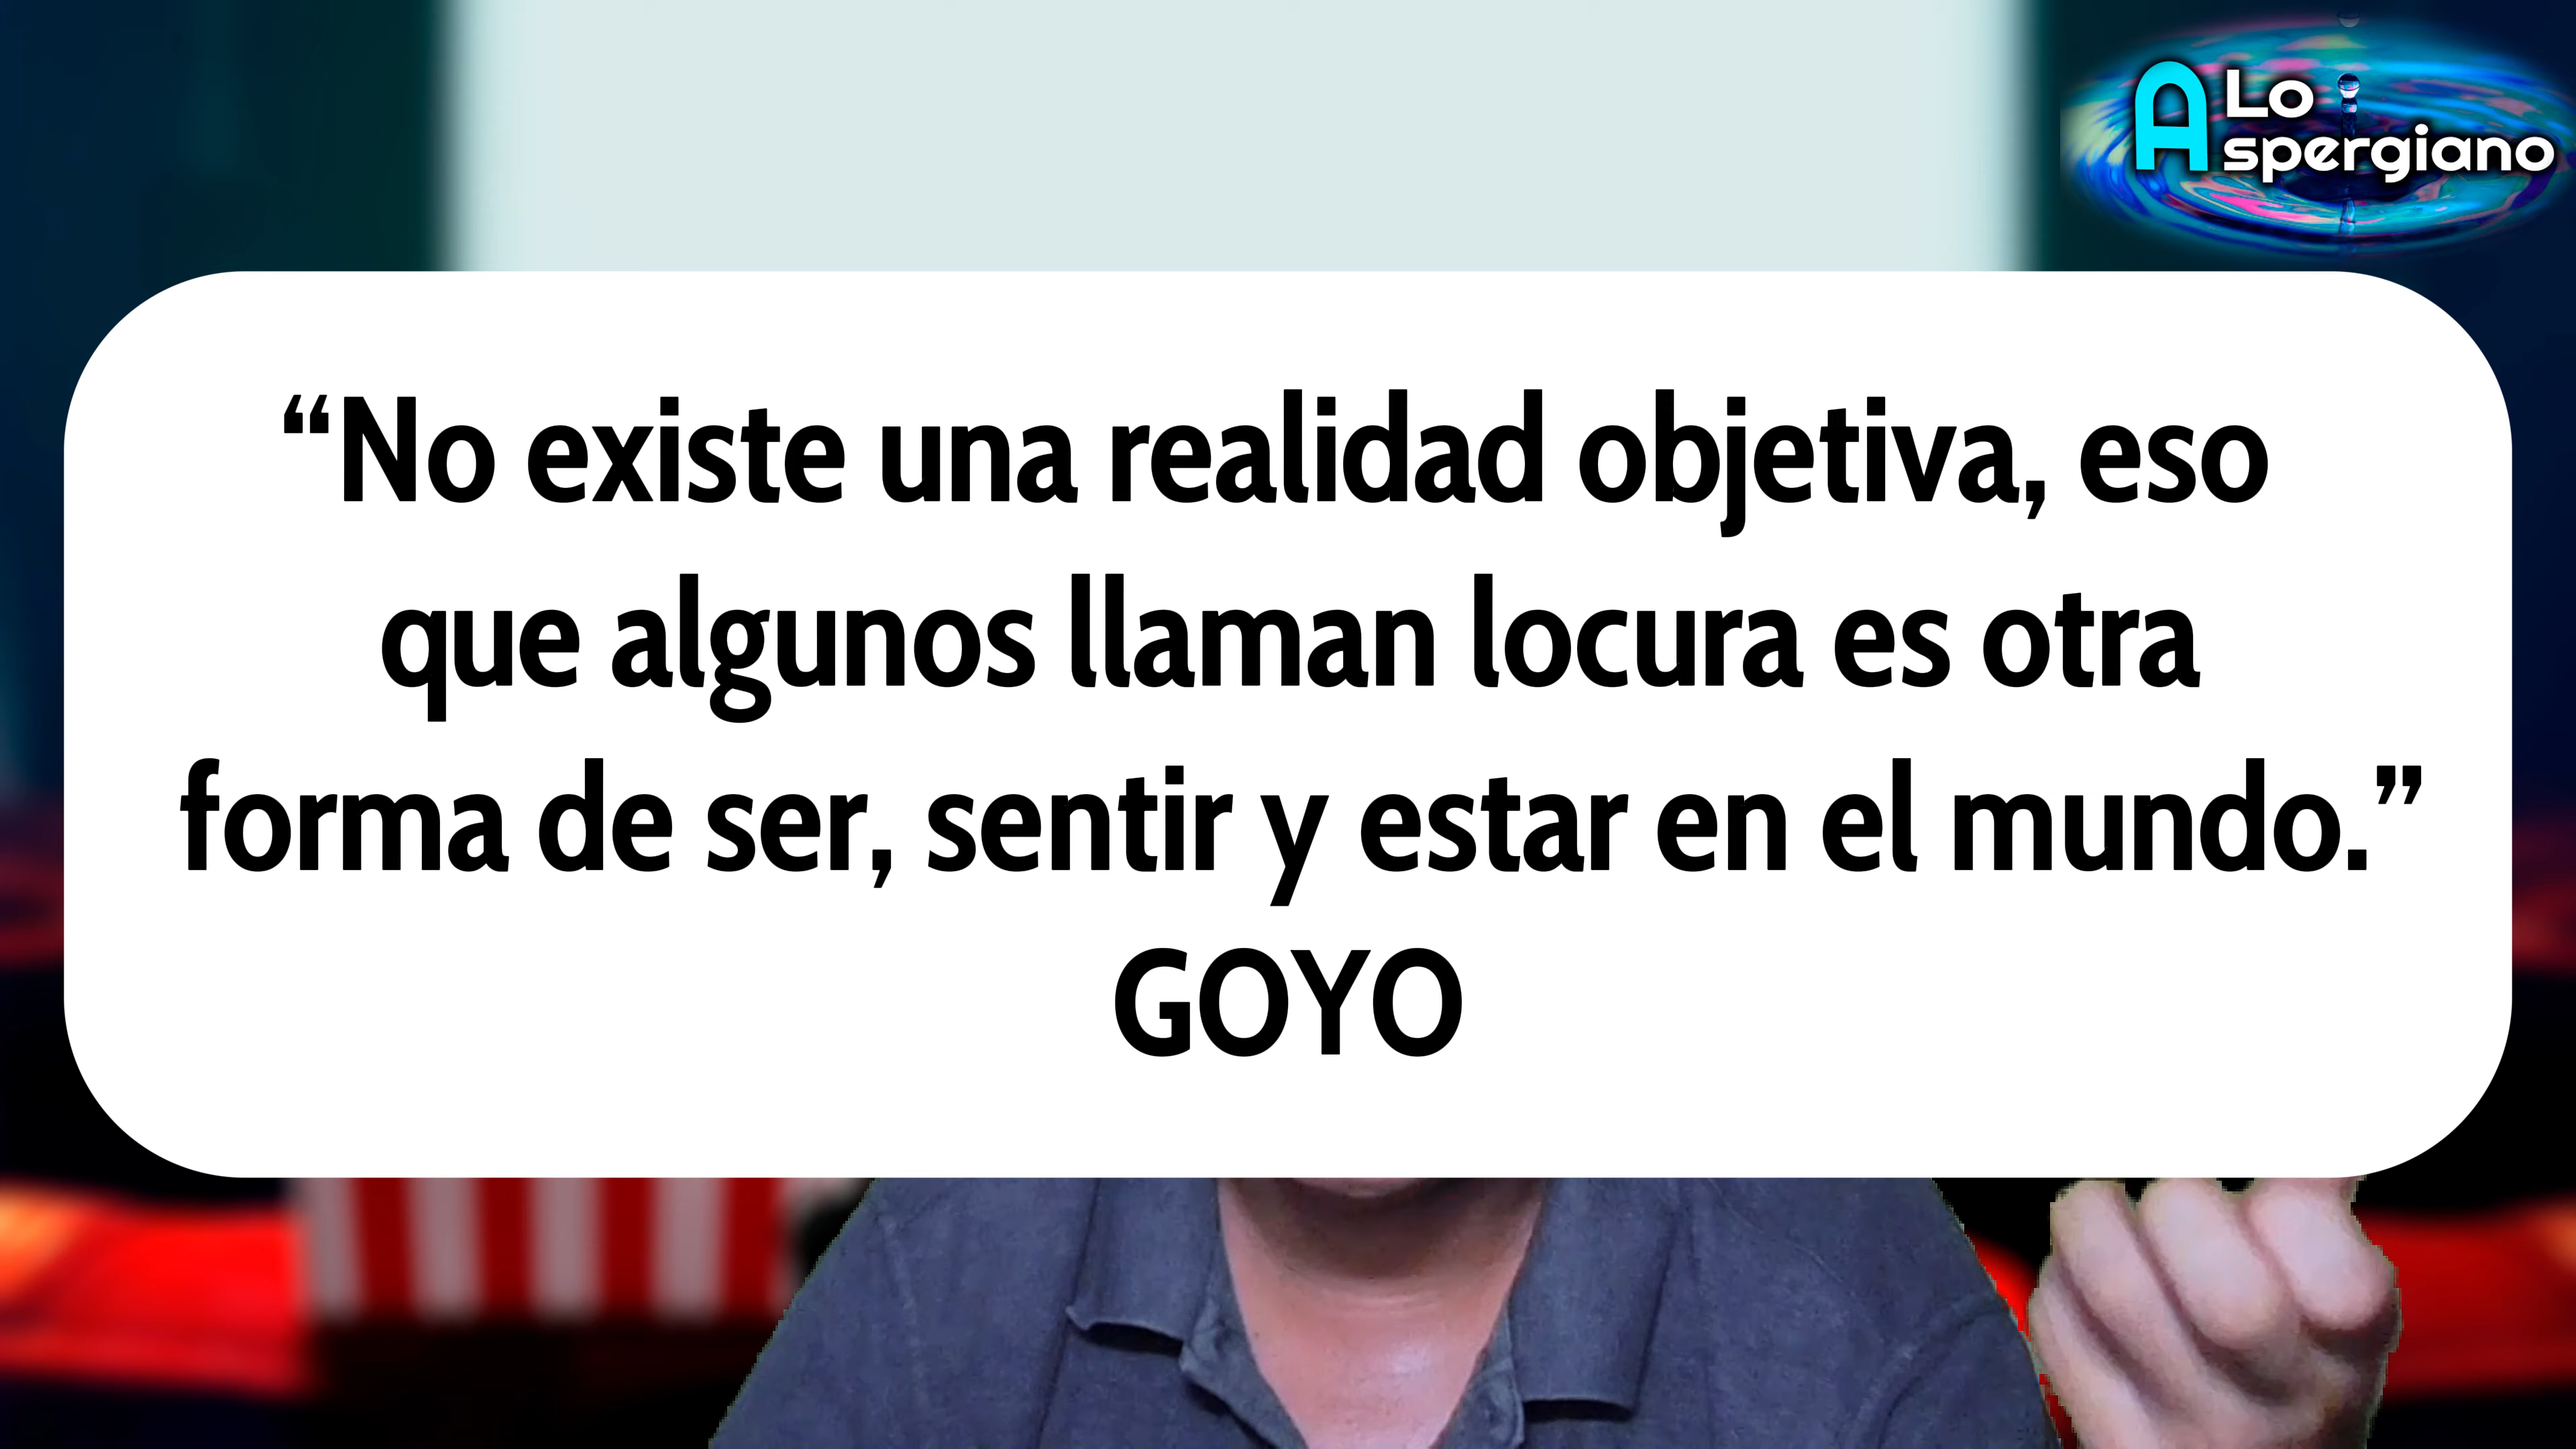 A Lo
spergiano
“No existe una realidad objetiva, eso
que algunos llaman locura es otra
forma de ser, sentir y estar en el mundo.”
GOYO